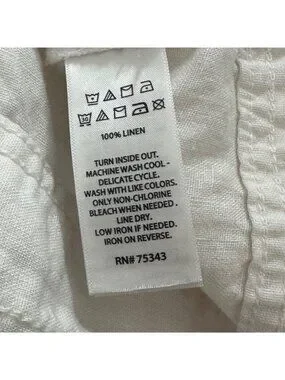 30
100% LINEN
TURN INSIDE OUT.
MACHINE WASH COOL -
DELICATE CYCLE.
WASH WITH LIKE COLORS.
ONLY NON-CHLORINE
BLEACH WHEN NEEDED.
LINE DRY.
LOW IRON IF NEEDED.
IRON ON REVERSE.
RN# 75343